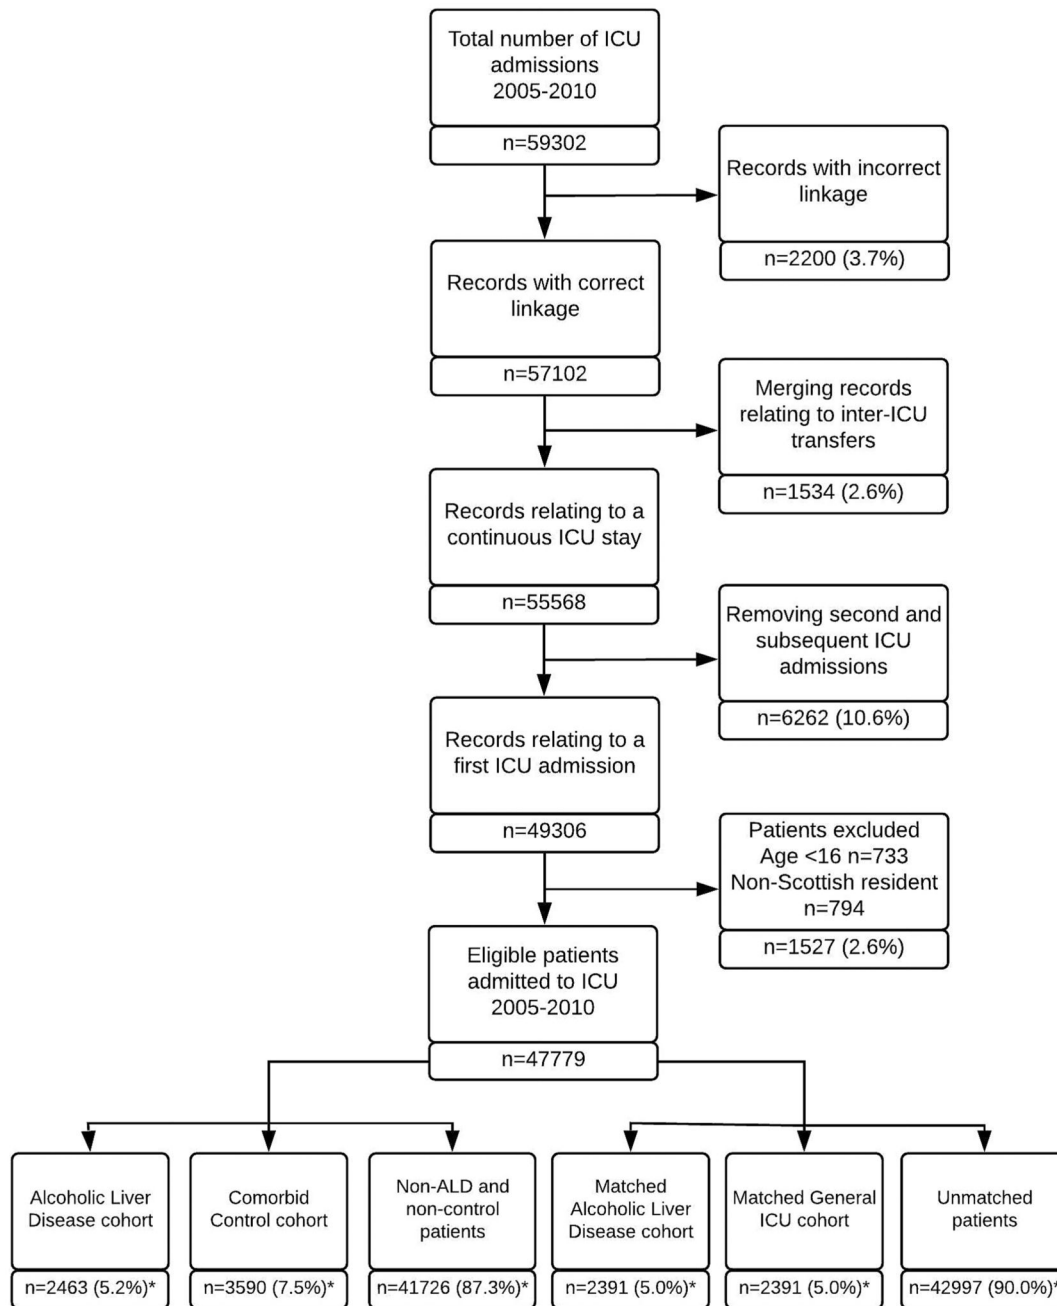 Total number of ICU
admissions
2005-2010
n=59302
Records with incorrect
linkage
n=2200 (3.7%)
Records with correct
linkage
n=57102
Merging records
relating to inter-ICU
transfers
n=1534 (2.6%)
Records relating to a
continuous ICU stay
n=55568
Removing second and
subsequent ICU
admissions
n=6262 (10.6%)
Records relating to a
first ICU admission
n=49306
Patients excluded
Age <16 n=733
Non-Scottish resident
n=794
n=1527 (2.6%)
Eligible patients
admitted to ICU
2005-2010
n=47779
Alcoholic Liver
Disease cohort
n=2463 (5.2%)*
Comorbid
Control cohort
n=3590 (7.5%)*
Non-ALD and
non-control
patients
n=41726 (87.3%)*
Matched
Alcoholic Liver
Disease cohort
n=2391 (5.0%)*
Matched General
ICU cohort
n=2391 (5.0%)*
Unmatched
patients
n=42997 (90.0%)*